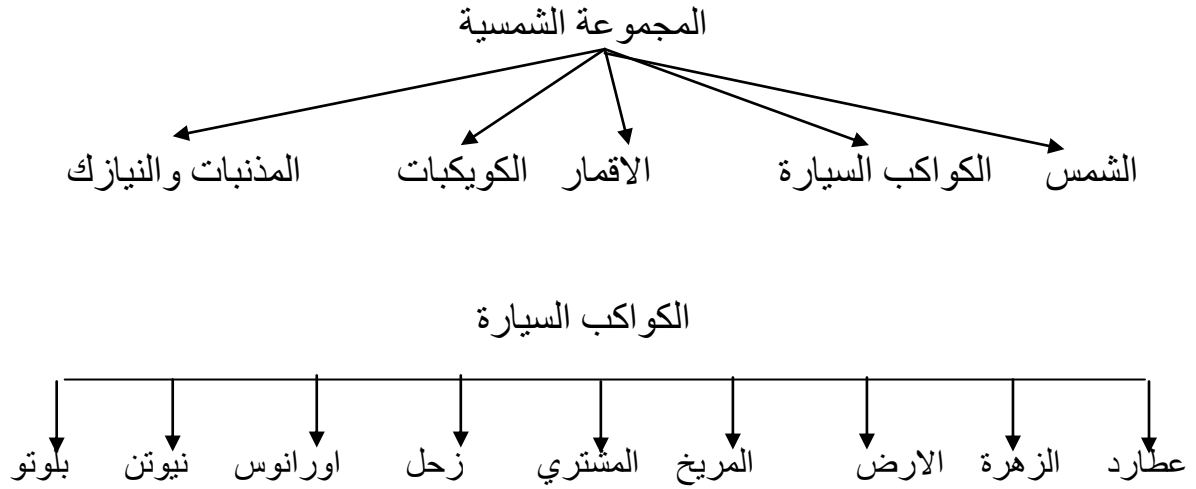 المجموعة الشمسية
الشمس الكواكب السيارة الاقمار الكويكبات المذنبات والنيازك
الكواكب السيارة
عطارد الزهرة الارض المريخ المشتري زحل اورانوس نيوتن بلوتو